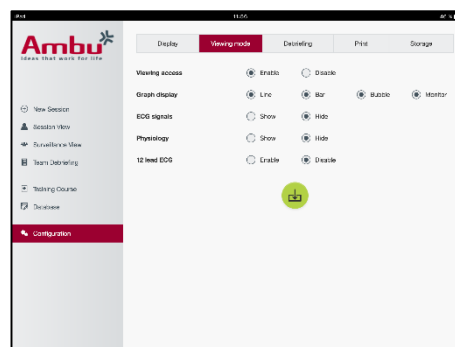 iPad
Ambu
Ideas that work for life
New Session
Session View
Surveillance View
Team Debriefing
Training Course
Database
Configuration
Display Viewing mode Debriefing Print Storage
Viewing access Enable Disable
Graph display Line Bar Bubble Monitor
ECG signals Show Hide
Physiology Show Hide
12 lead ECG Enable Disable